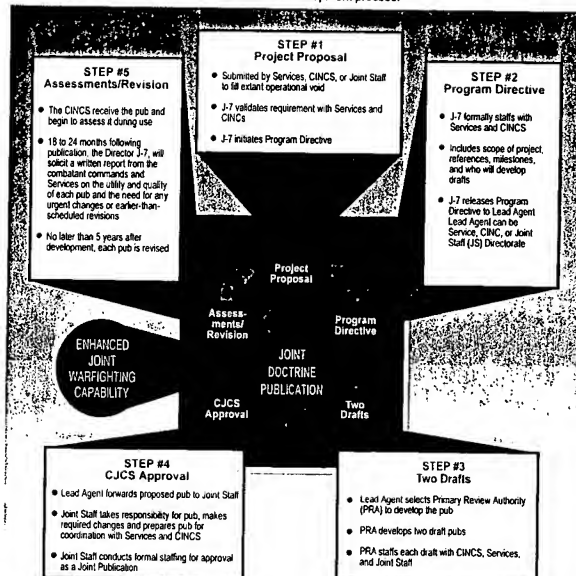 STEP #1
Project Proposal
● Submitted by Services, CINCS, or Joint Staff
to fill extant operational void
● J-7 validates requirement with Services and
CINCs
● J-7 initiates Program Directive
STEP #5
Assessments/Revision
● The CINCS receive the pub and
begin to assess it during use
● 18 to 24 months following
publication, the Director J-7, will
solicit a written report from the
combatant commands and
Services on the utility and quality
of each pub and the need for any
urgent changes or earlier-than-
scheduled revisions
● No later than 5 years after
development, each pub is revised
STEP #2
Program Directive
● J-7 formally staffs with
Services and CINCS
● Includes scope of project,
references, milestones,
and who will develop
drafts
● J-7 releases Program
Directive to Lead Agent
Lead Agent can be
Service, CINC, or Joint
Staff (JS) Directorate
Project
Proposal
Assess-
ments/
Revision
Program
Directive
ENHANCED
JOINT
WARFIGHTING
CAPABILITY
JOINT
DOCTRINE
PUBLICATION
CJCS
Approval
Two
Drafts
STEP #4
CJCS Approval
● Lead Agent forwards proposed pub to Joint Staff
● Joint Staff takes responsibility for pub, makes
required changes and prepares pub for
coordination with Services and CINCS
● Joint Staff conducts formal staffing for approval
as a Joint Publication
STEP #3
Two Drafts
● Lead Agent selects Primary Review Authority
(PRA) to develop the pub
● PRA develops two draft pubs
● PRA staffs each draft with CINCS, Services,
and Joint Staff